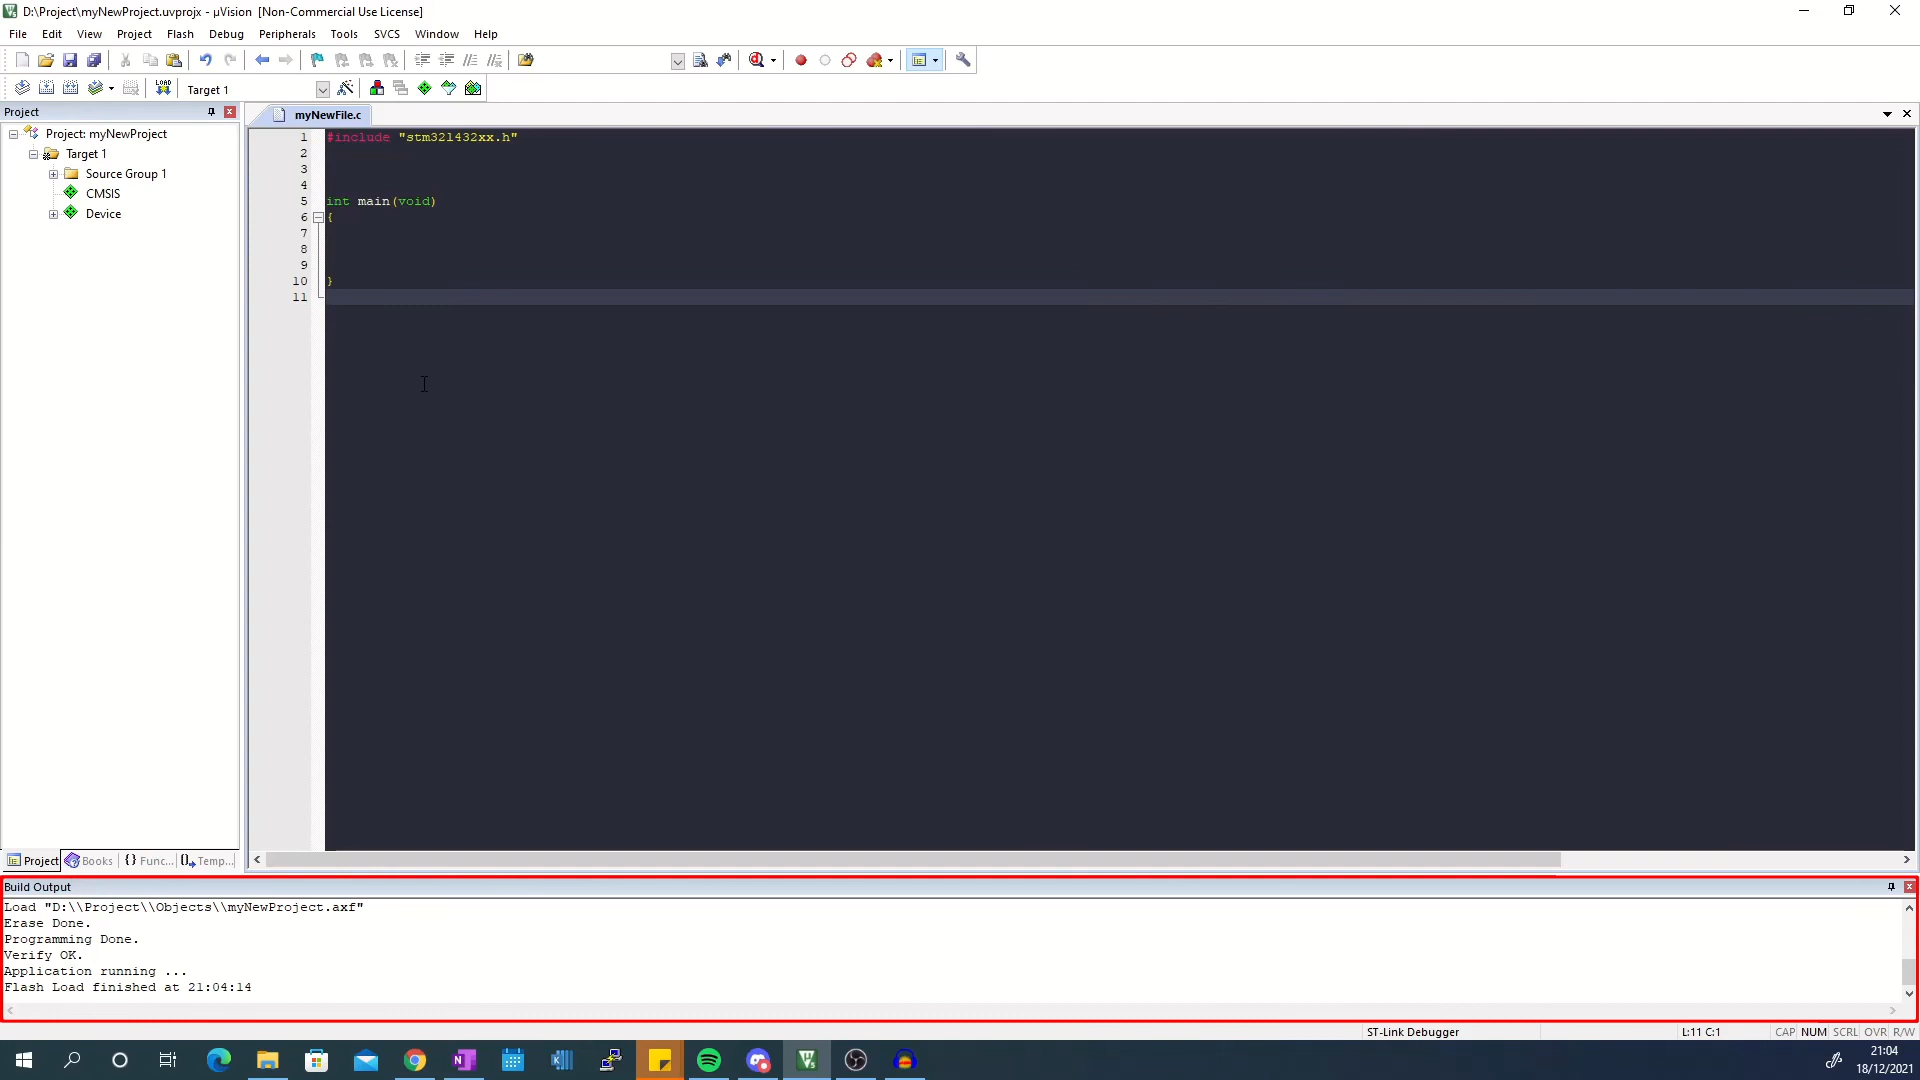 D:\Project\myNewProject.uvprojx - µVision  [Non-Commercial Use License]
File Edit View Project Flash Debug Peripherals Tools SVCS Window Help
LOAD
Target 1
Project
myNewFile.c
Project: myNewProject
Target 1
Source Group 1
CMSIS
Device
1 #include "stm32l432xx.h"
2
3
4
5 int main(void)
6 {
7
8
9
10 }
11
Project Books {} Func... Temp...
Build Output
Load "D:\\Project\\Objects\\myNewProject.axf"
Erase Done.
Programming Done.
Verify OK.
Application running ...
Flash Load finished at 21:04:14
ST-Link Debugger L:11 C:1 CAP NUM SCRL OVR R/W
21:04
18/12/2021